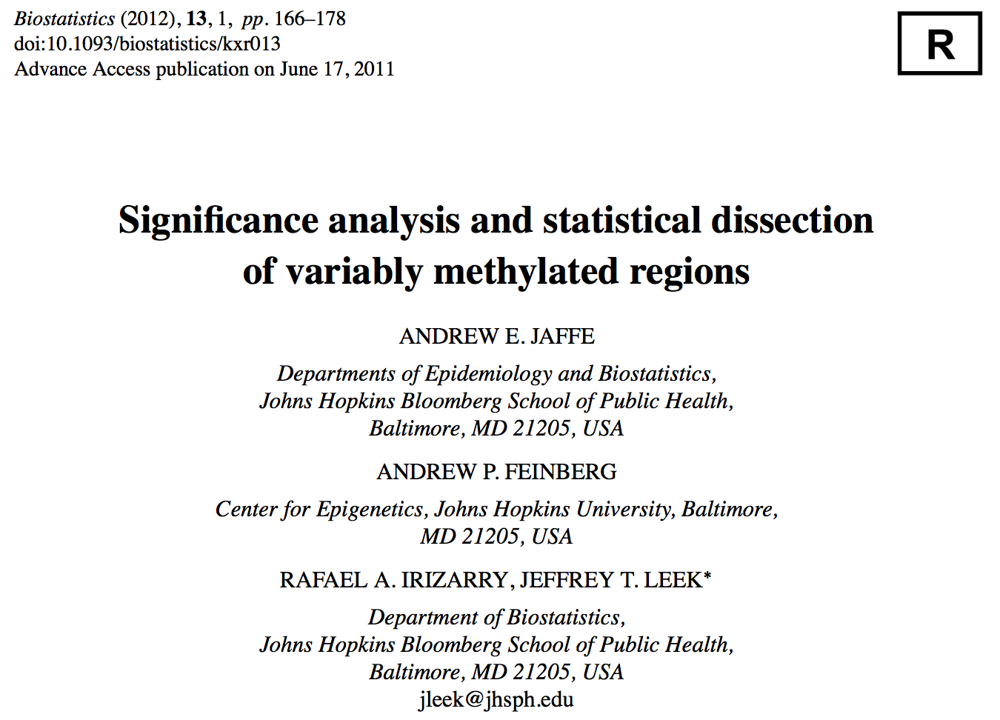 Biostatistics (2012), 13, 1, pp. 166–178
doi:10.1093/biostatistics/kxr013
Advance Access publication on June 17, 2011
R
Significance analysis and statistical dissection
of variably methylated regions
ANDREW E. JAFFE
Departments of Epidemiology and Biostatistics,
Johns Hopkins Bloomberg School of Public Health,
Baltimore, MD 21205, USA
ANDREW P. FEINBERG
Center for Epigenetics, Johns Hopkins University, Baltimore,
MD 21205, USA
RAFAEL A. IRIZARRY, JEFFREY T. LEEK*
Department of Biostatistics,
Johns Hopkins Bloomberg School of Public Health,
Baltimore, MD 21205, USA
jleek@jhsph.edu